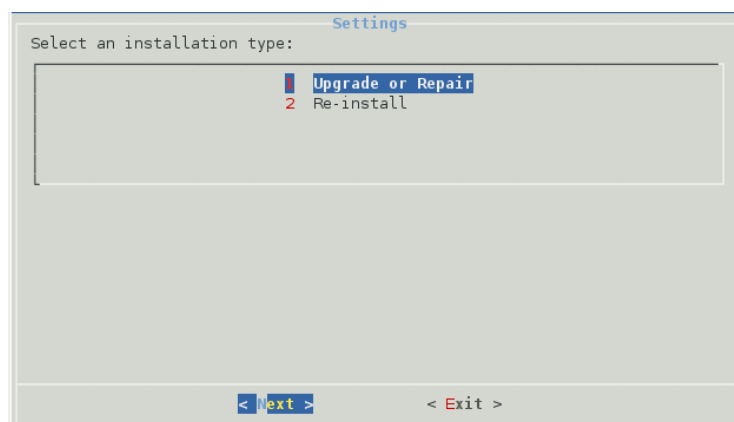 Settings
Select an installation type:
1 Upgrade or Repair
2 Re-install
< Next > < Exit >